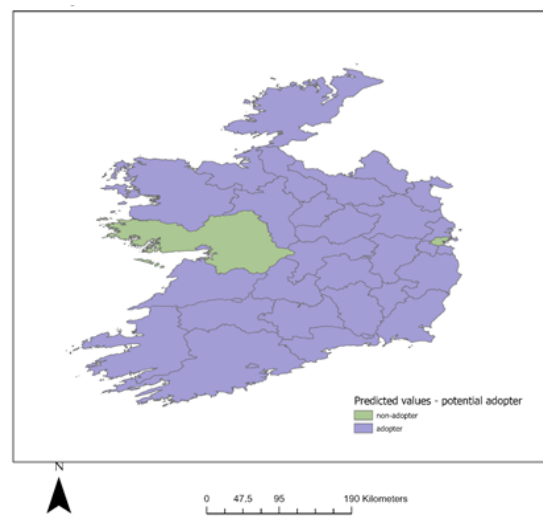 Predicted values - potential adopter
non-adopter
adopter
N
0 47.5 95 190 Kilometers